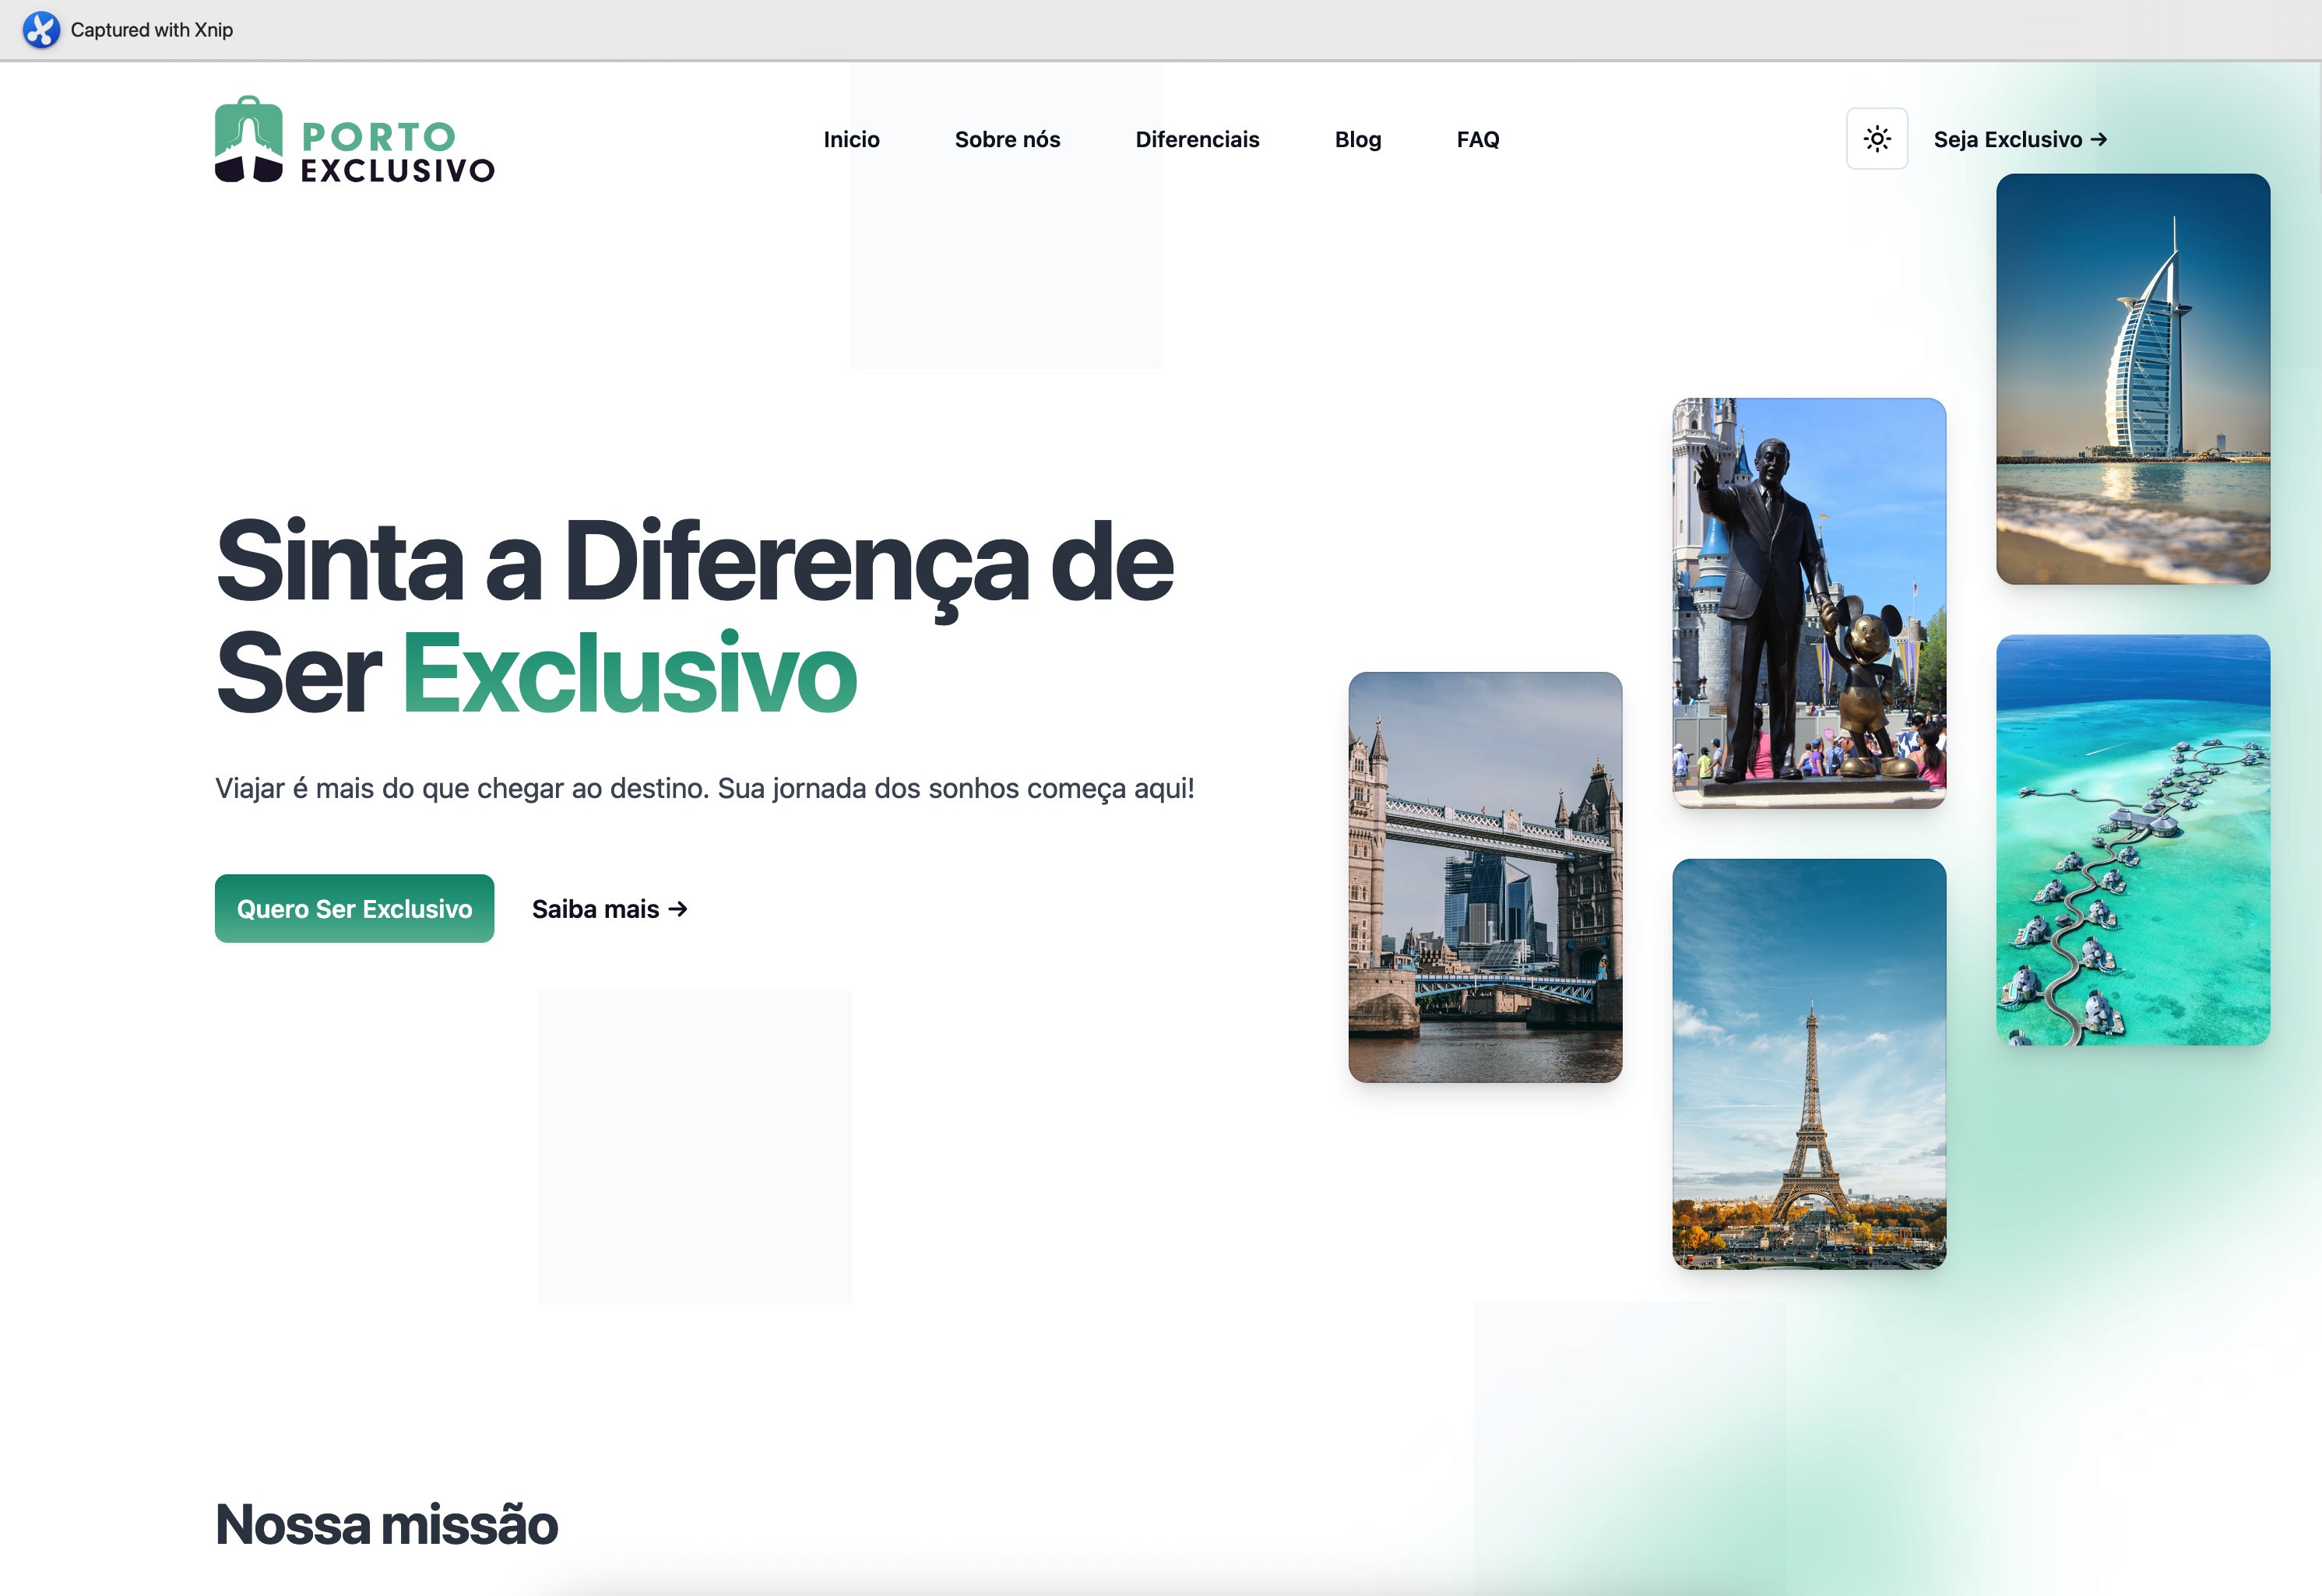 Captured with Xnip
PORTO
EXCLUSIVO
Inicio
Sobre nós
Diferenciais
Blog
FAQ
Seja Exclusivo →
Sinta a Diferença de
Ser Exclusivo
Viajar é mais do que chegar ao destino. Sua jornada dos sonhos começa aqui!
Quero Ser Exclusivo
Saiba mais →
Nossa missão